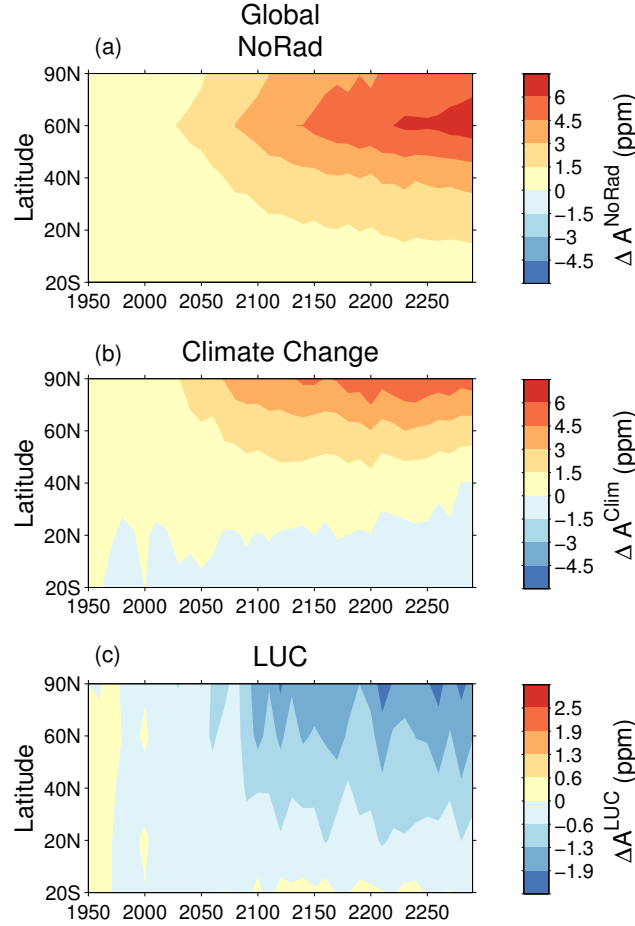 Global
NoRad
(a)
90N
60N
40N
20N
20S
Latitude
1950 2000 2050 2100 2150 2200 2250
6
4.5
3
1.5
0
−1.5
−3
−4.5
Δ A^NoRad (ppm)
(b)
Climate Change
90N
60N
40N
20N
20S
Latitude
1950 2000 2050 2100 2150 2200 2250
6
4.5
3
1.5
0
−1.5
−3
−4.5
Δ A^Clim (ppm)
(c)
LUC
90N
60N
40N
20N
20S
Latitude
1950 2000 2050 2100 2150 2200 2250
2.5
1.9
1.3
0.6
0
−0.6
−1.3
−1.9
ΔA^LUC (ppm)